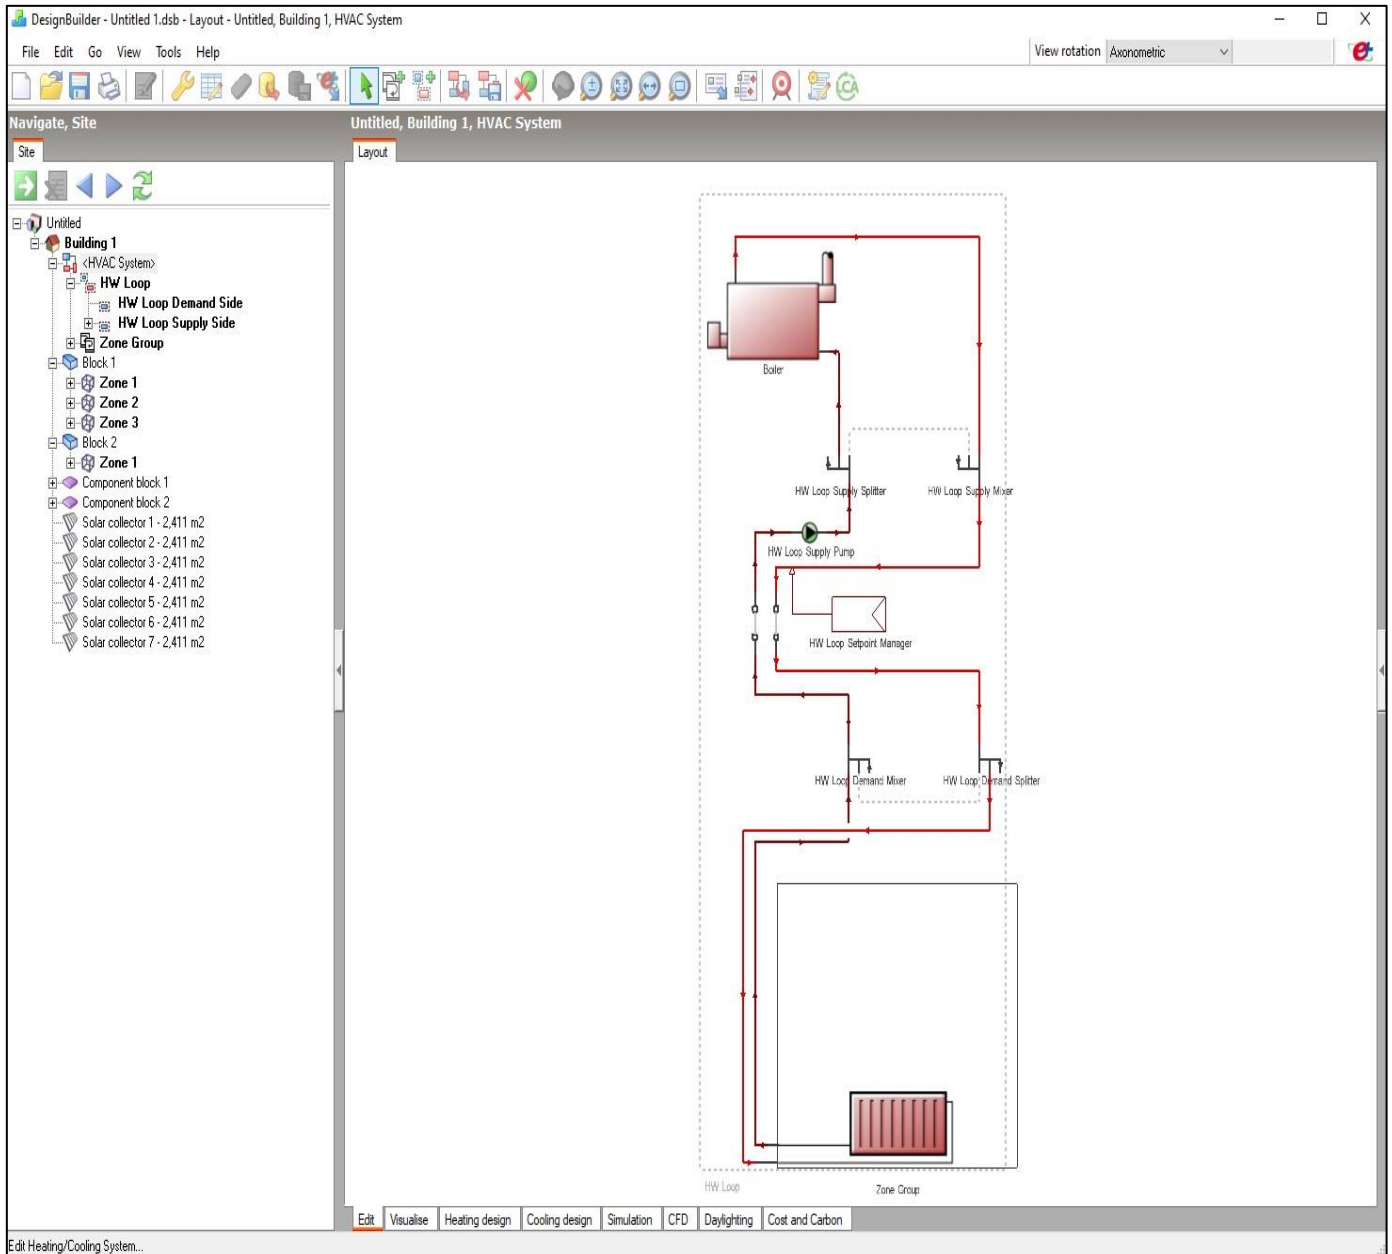 DesignBuilder - Untitled 1.dsb - Layout - Untitled, Building 1, HVAC System
File Edit Go View Tools Help
View rotation Axonometric
LCA
Navigate, Site
Untitled, Building 1, HVAC System
Site
Layout
Untitled
Building 1
<HVAC System>
HW Loop
HW Loop Demand Side
HW Loop Supply Side
Zone Group
Block 1
Zone 1
Zone 2
Zone 3
Block 2
Zone 1
Component block 1
Component block 2
Solar collector 1 - 2,411 m2
Solar collector 2 - 2,411 m2
Solar collector 3 - 2,411 m2
Solar collector 4 - 2,411 m2
Solar collector 5 - 2,411 m2
Solar collector 6 - 2,411 m2
Solar collector 7 - 2,411 m2
Boiler
HW Loop Supply Splitter
HW Loop Supply Mixer
HW Loop Supply Pump
HW Loop Setpoint Manager
HW Loop Demand Mixer
HW Loop Demand Splitter
HW Loop
Zone Group
Edit Visualise Heating design Cooling design Simulation CFD Daylighting Cost and Carbon
Edit Heating/Cooling System...